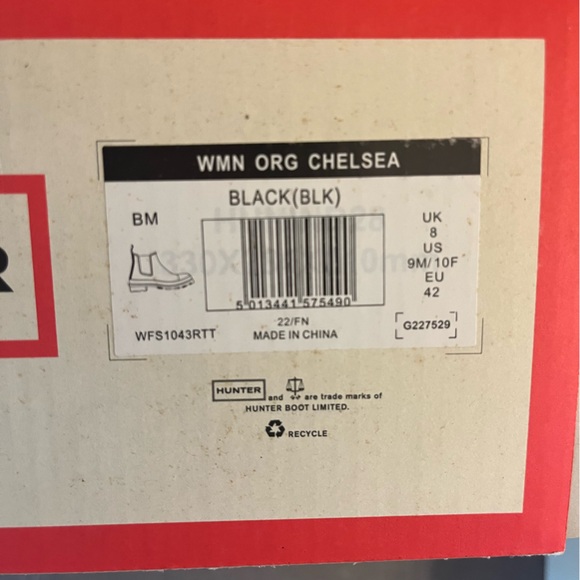 WMN ORG CHELSEA
BLACK(BLK)
BM
UK
8
US
9M/10F
EU
42
5 013441 575490
22/FN
MADE IN CHINA
WFS1043RTT
G227529
HUNTER and are trade marks of
HUNTER BOOT LIMITED.
RECYCLE
R